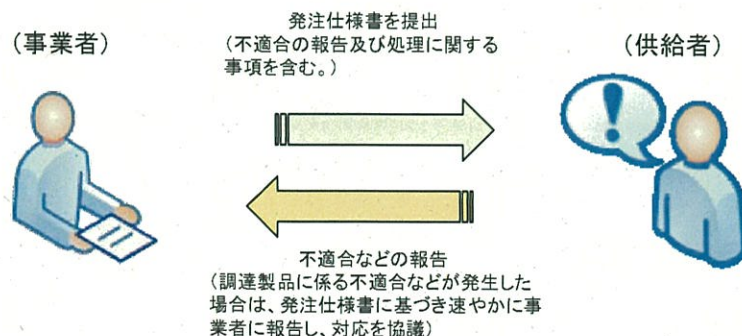 発注仕様書を提出
（事業者）
（不適合の報告及び処理に関する
事項を含む。）
（供給者）
不適合などの報告
（調達製品に係る不適合などが発生した
場合は、発注仕様書に基づき速やかに事
業者に報告し、対応を協議）